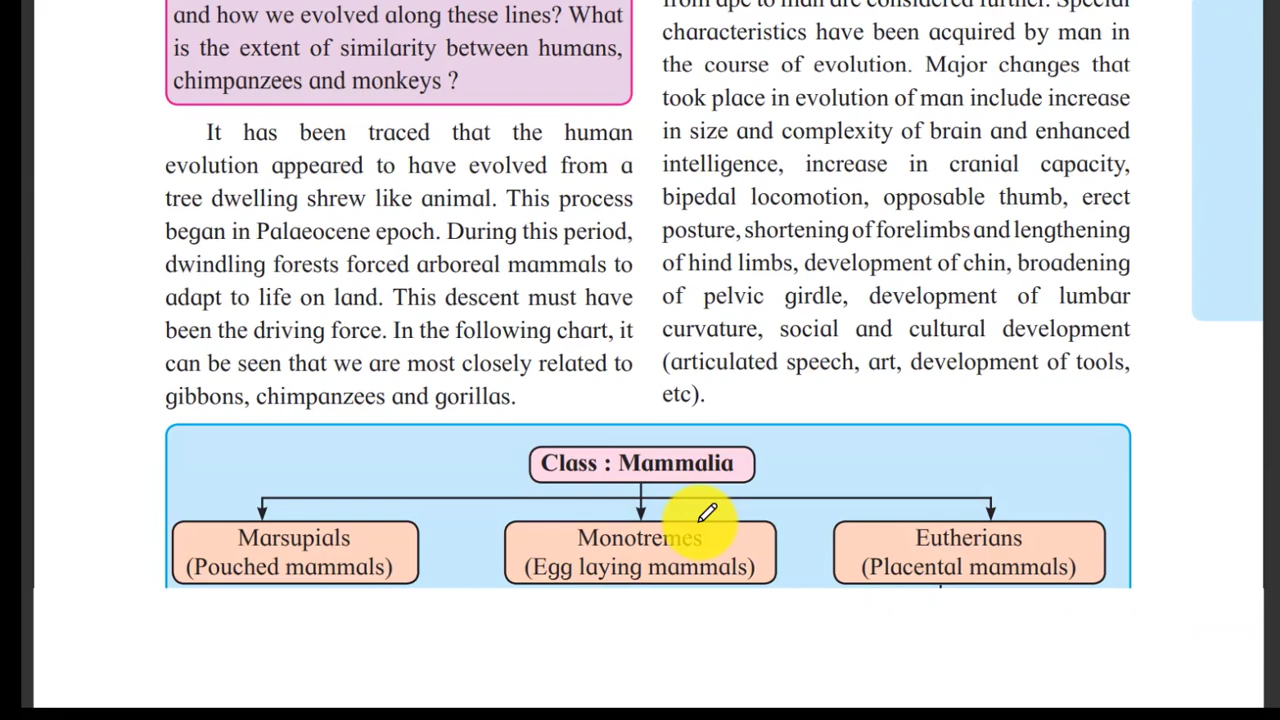 and how we evolved along these lines? What
is the extent of similarity between humans,
chimpanzees and monkeys ?
It has been traced that the human
evolution appeared to have evolved from a
tree dwelling shrew like animal. This process
began in Palaeocene epoch. During this period,
dwindling forests forced arboreal mammals to
adapt to life on land. This descent must have
been the driving force. In the following chart, it
can be seen that we are most closely related to
gibbons, chimpanzees and gorillas.
from ape to man are considered further. Special
characteristics have been acquired by man in
the course of evolution. Major changes that
took place in evolution of man include increase
in size and complexity of brain and enhanced
intelligence, increase in cranial capacity,
bipedal locomotion, opposable thumb, erect
posture, shortening of forelimbs and lengthening
of hind limbs, development of chin, broadening
of pelvic girdle, development of lumbar
curvature, social and cultural development
(articulated speech, art, development of tools,
etc).
Class : Mammalia
Marsupials
(Pouched mammals)
Monotremes
(Egg laying mammals)
Eutherians
(Placental mammals)